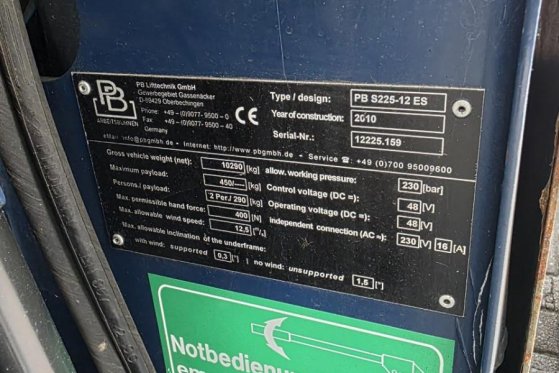 PB
ARBEITSBÜHNEN
PB Lifttechnik GmbH
Gewerbegebiet Gassenäcker
D-89429 Oberbechingen
Phone: +49 – (0)9077- 9500 – 0
Fax: +49 – (0)9077- 9500 – 40
Germany
CE
Type / design: PB S225-12 ES
Year of construction: 2010
Serial-Nr.: 12225.159
eMail: info@pbgmbh.de - Internet: http://www.pbgmbh.de - Service ☎: +49 (0)700 95009600
Gross vehicle weight (net): 10290 [kg] allow. working pressure: 230 [bar]
Maximum payload: 450/--- [kg] Control voltage (DC =): 48 [V]
Persons./ payload: 2 Per./ 290 [kg] Operating voltage (DC =): 48 [V]
Max. permissible hand force: 400 [N] independent connection (AC ≈): 230 [V] 16 [A]
Max. allowable wind speed: 12,5 [m/s]
Max. allowable inclination of the underframe:
with wind: supported 0,3 [°] | no wind: unsupported 1,5 [°]
Notbedienung